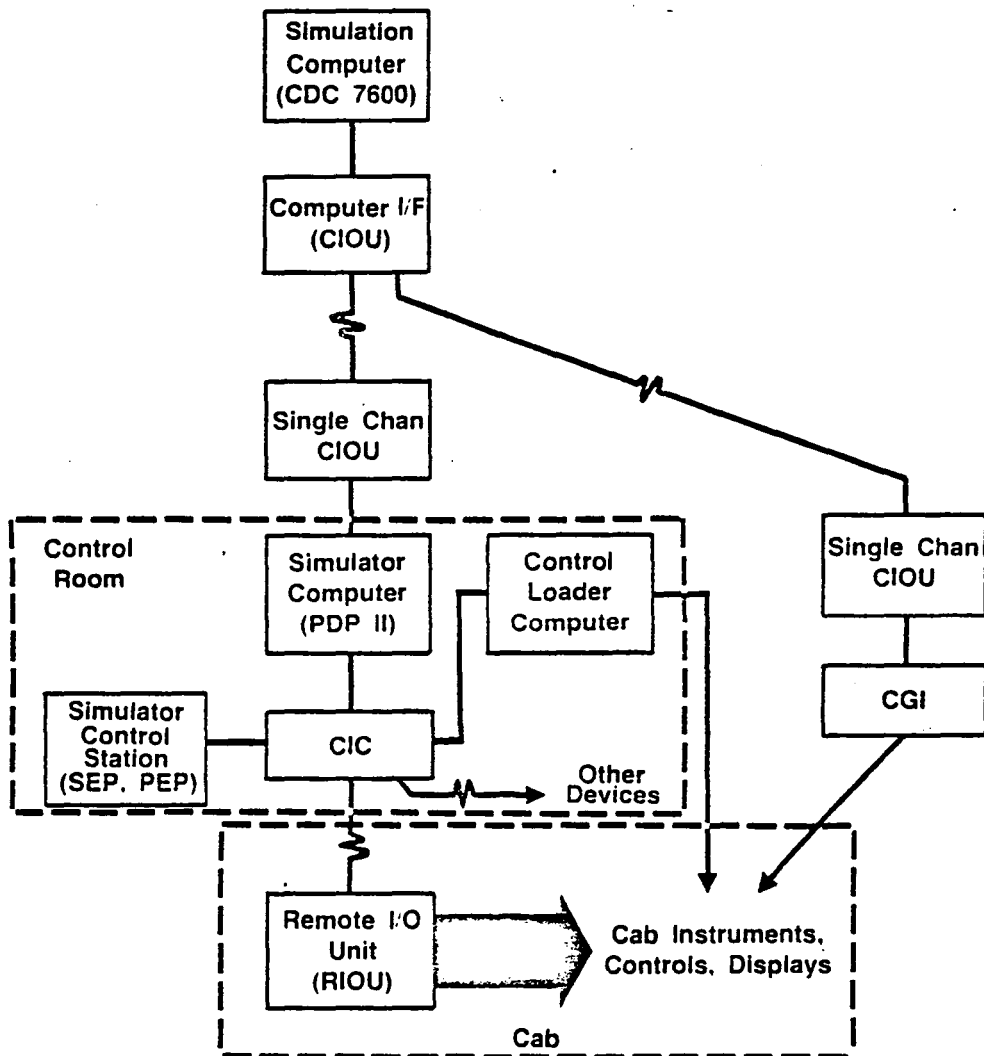 Simulation
Computer
(CDC 7600)
Computer I/F
(CIOU)
Single Chan
CIOU
Control
Room
Simulator
Computer
(PDP II)
Control
Loader
Computer
Single Chan
CIOU
CGI
Simulator
Control
Station
(SEP, PEP)
CIC
Other
Devices
Remote I/O
Unit
(RIOU)
Cab Instruments,
Controls, Displays
Cab